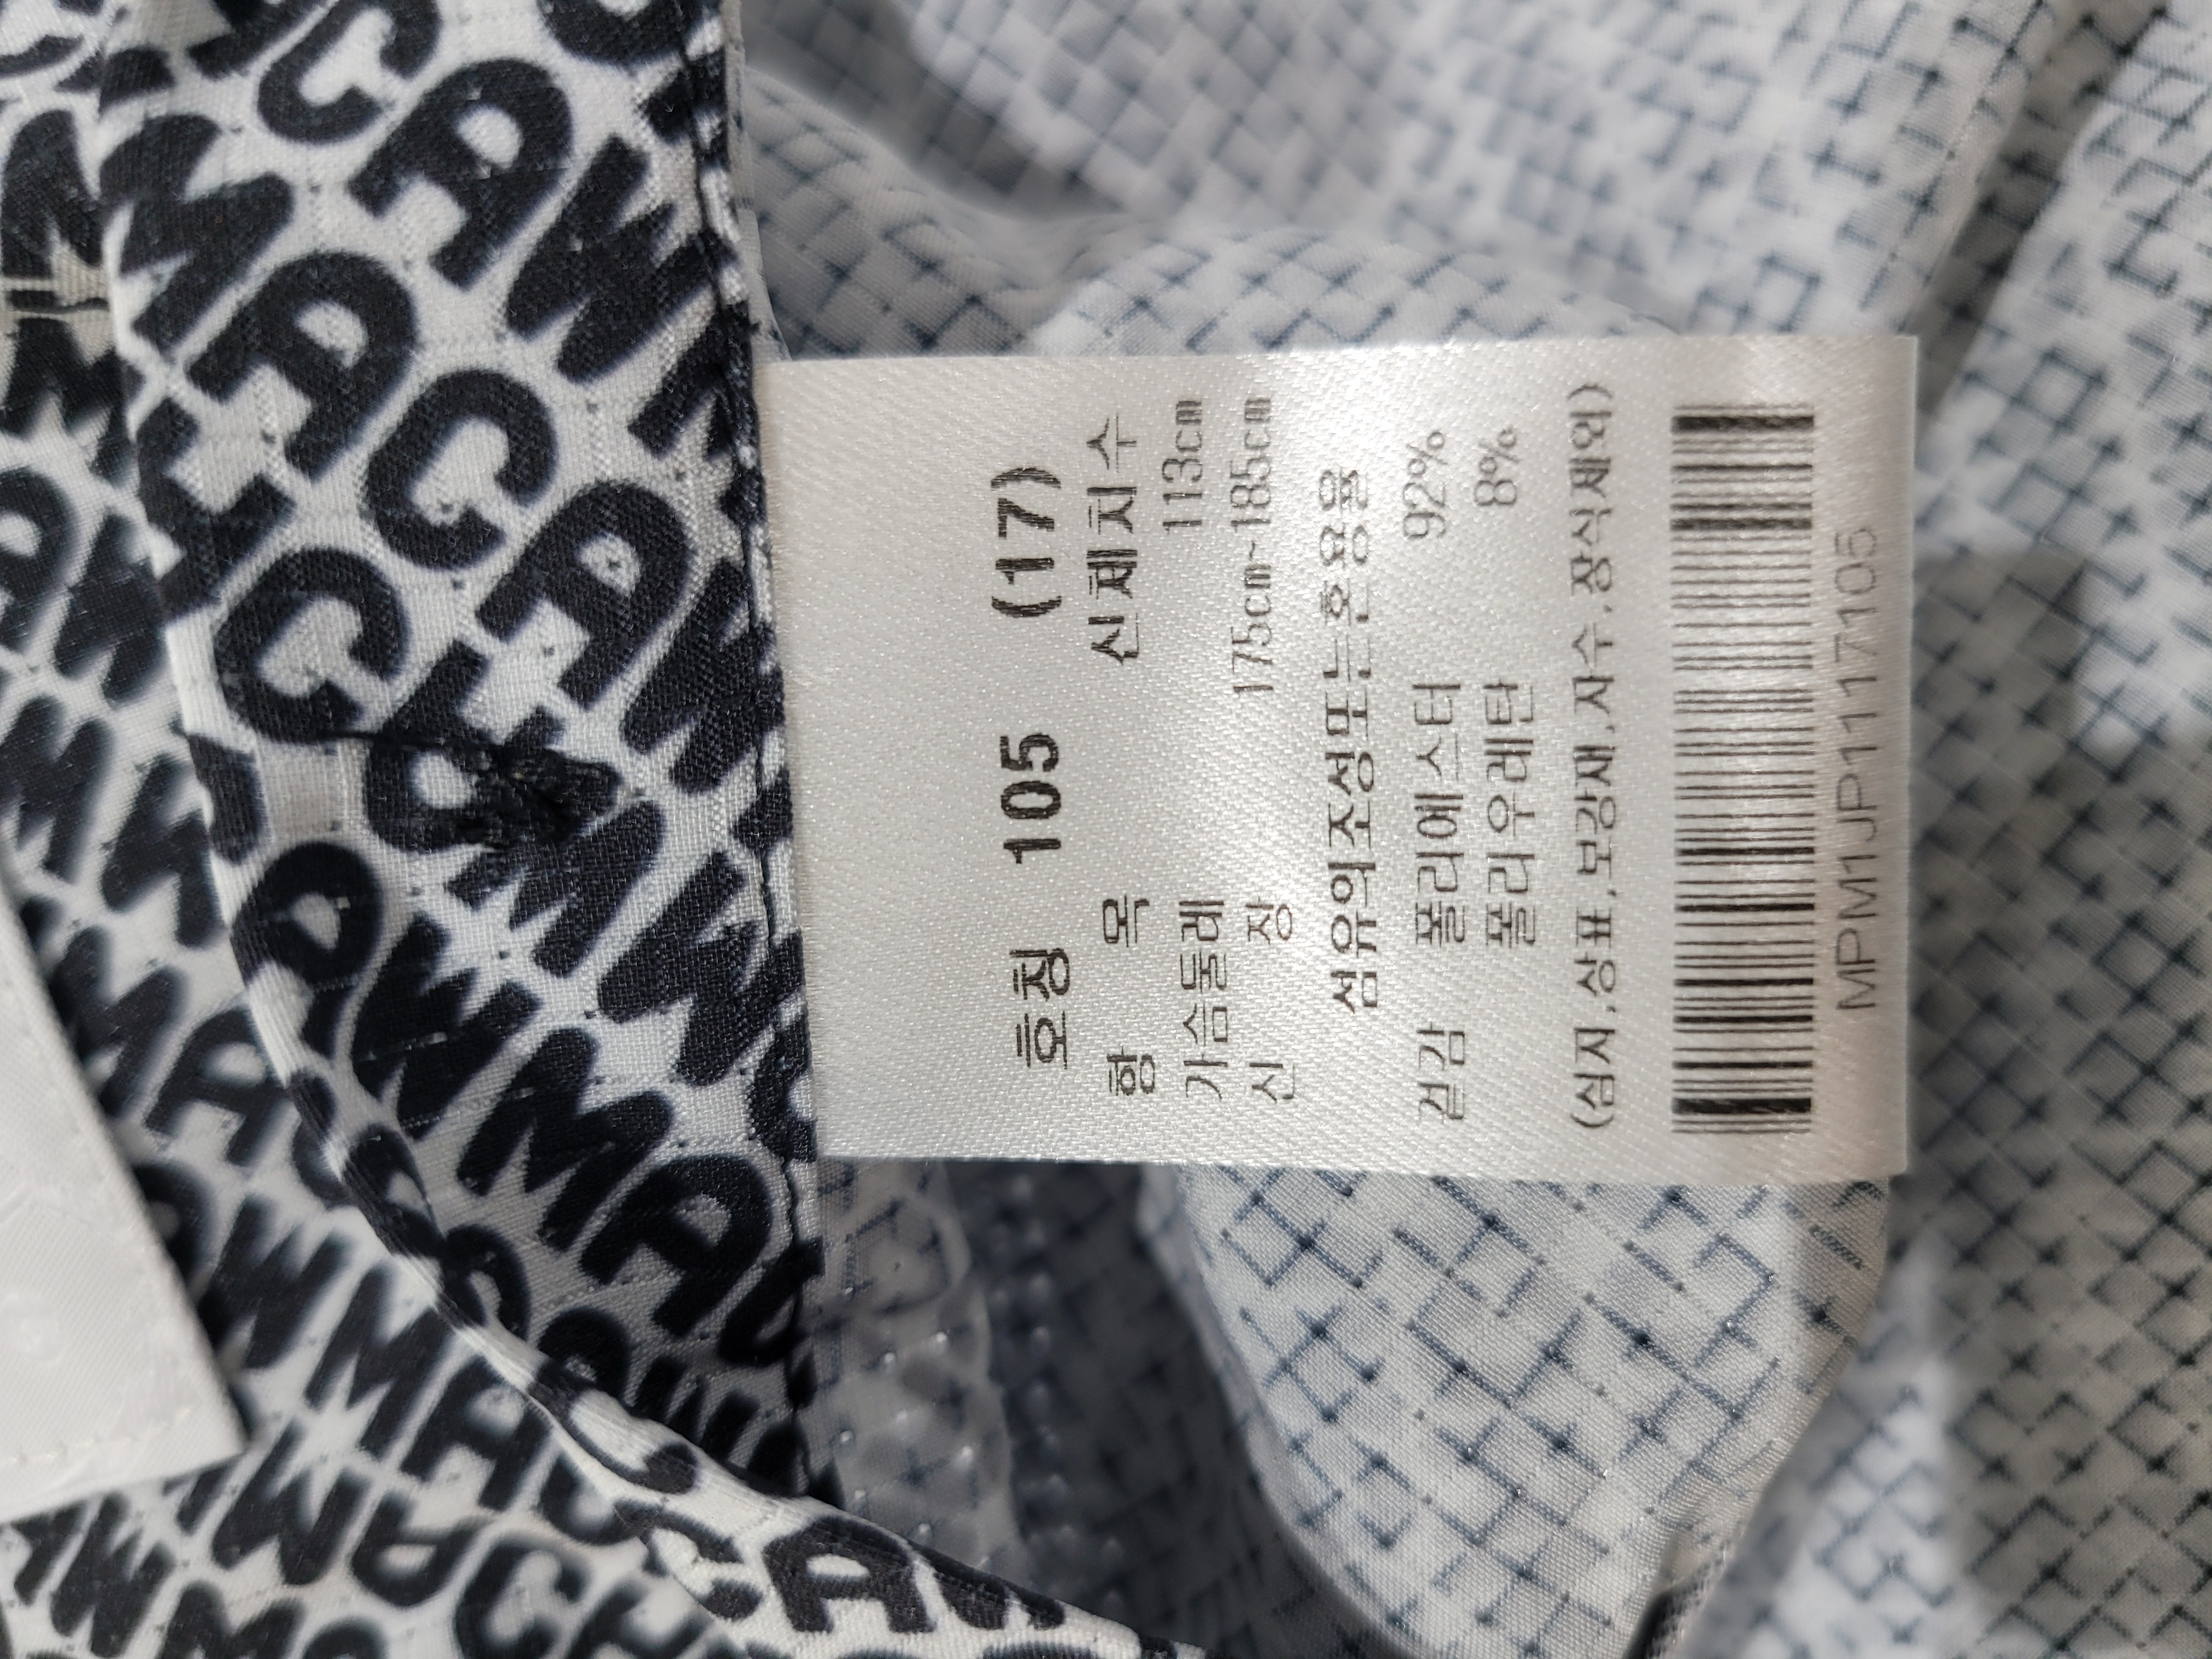 호칭 105 (17)
항 목 신체치수
가슴둘레 113cm
신 장 175cm~185cm
섬유의조성또는혼용율
겉감 폴리에스터 92%
폴리우레탄 8%
(심지,상표,보강재,자수,장식제외)
MPM1JP1117105